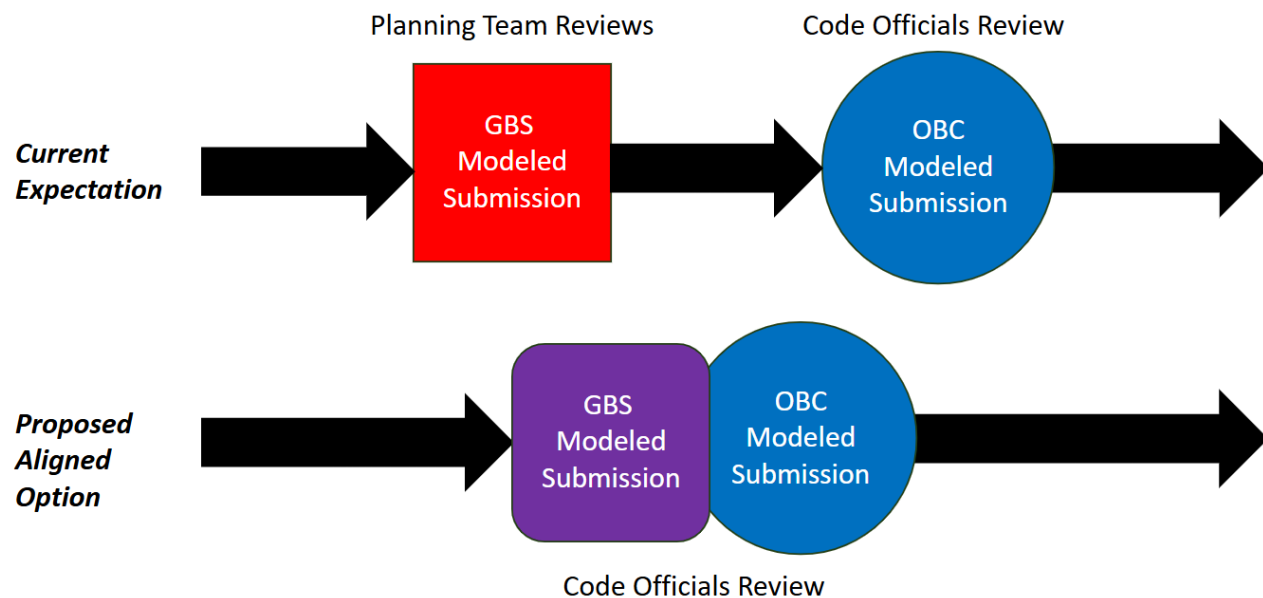 Planning Team Reviews
Code Officials Review
Current
Expectation
GBS
Modeled
Submission
OBC
Modeled
Submission
Proposed
Aligned
Option
GBS
Modeled
Submission
OBC
Modeled
Submission
Code Officials Review